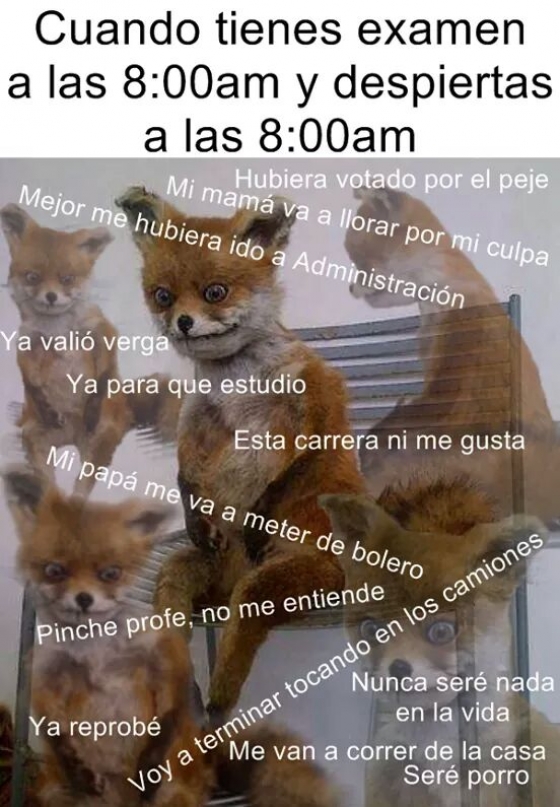 Cuando tienes examen
a las 8:00am y despiertas
a las 8:00am
Hubiera votado por el peje
Mi mamá va a llorar por mi culpa
Mejor me hubiera ido a Administración
Ya valió verga
Ya para que estudio
Esta carrera ni me gusta
Mi papá me va a meter de bolero
Pinche profe, no me entiende
Voy a terminar tocando en los camiones
Nunca seré nada
en la vida
Ya reprobé
Me van a correr de la casa
Seré porro